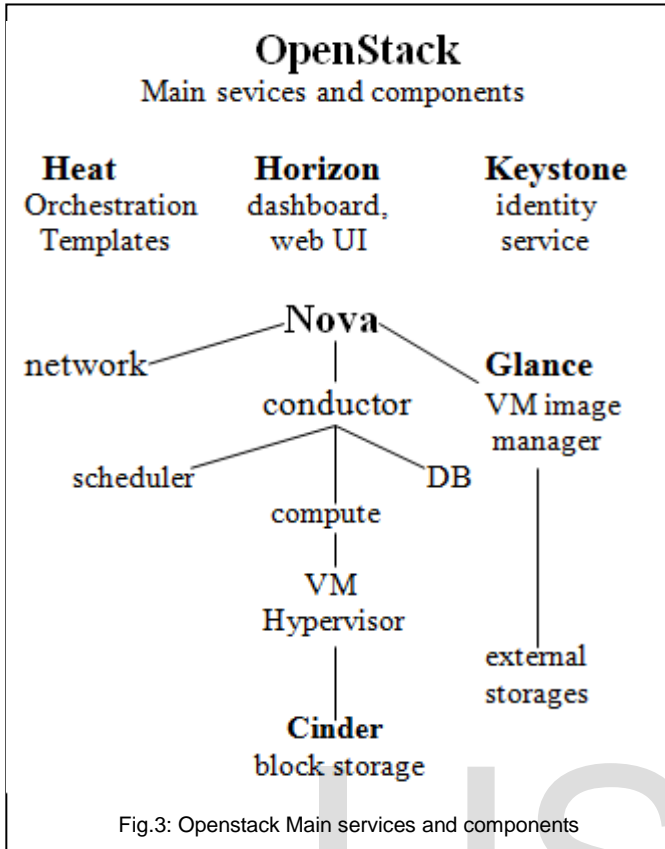 OpenStack
Main sevices and components
Heat
Orchestration
Templates
Horizon
dashboard,
web UI
Keystone
identity
service
Nova
network
Glance
VM image
manager
conductor
scheduler
DB
compute
VM
Hypervisor
external
storages
Cinder
block storage
Fig.3: Openstack Main services and components